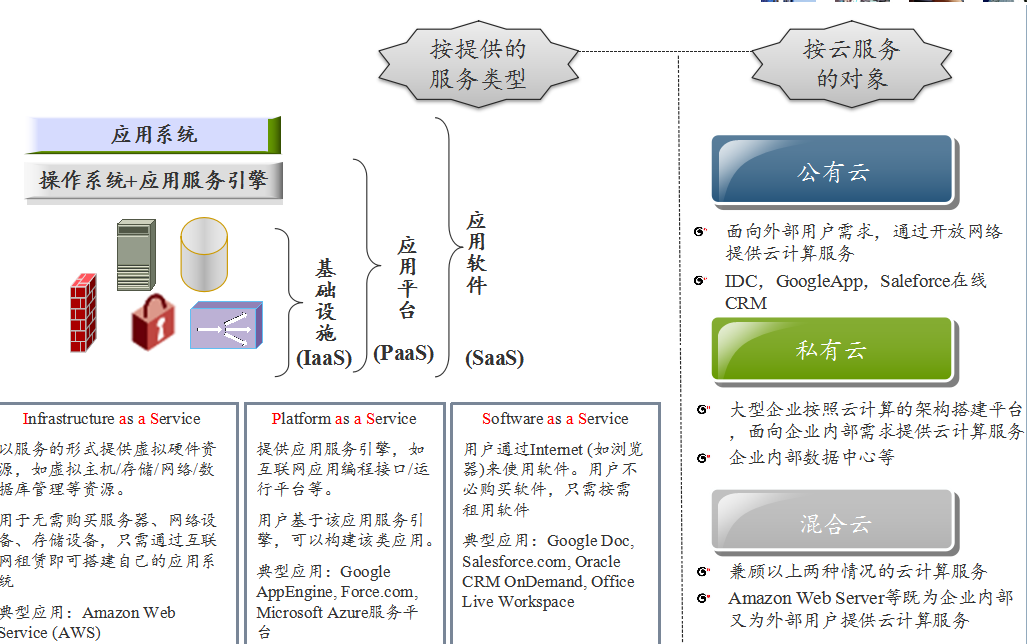 按提供的
服务类型
按云服务
的对象
应用系统
操作系统+应用服务引擎
基础设施
(IaaS)
应用平台
(PaaS)
应用软件
(SaaS)
Infrastructure as a Service
以服务的形式提供虚拟硬件资
源，如虚拟主机/存储/网络/数
据库管理等资源。
用于无需购买服务器、网络设
备、存储设备，只需通过互联
网租赁即可搭建自己的应用系
统
典型应用：Amazon Web
Service (AWS)
Platform as a Service
提供应用服务引擎，如
互联网应用编程接口/运
行平台等。
用户基于该应用服务引
擎，可以构建该类应用。
典型应用：Google
AppEngine, Force.com,
Microsoft Azure服务平
台
Software as a Service
用户通过Internet (如浏览
器)来使用软件。用户不
必购买软件，只需按需
租用软件
典型应用：Google Doc,
Salesforce.com, Oracle
CRM OnDemand, Office
Live Workspace
公有云
面向外部用户需求，通过开放网络
提供云计算服务
IDC，GoogleApp，Saleforce在线
CRM
私有云
大型企业按照云计算的架构搭建平台
，面向企业内部需求提供云计算服务
企业内部数据中心等
混合云
兼顾以上两种情况的云计算服务
Amazon Web Server等既为企业内部
又为外部用户提供云计算服务